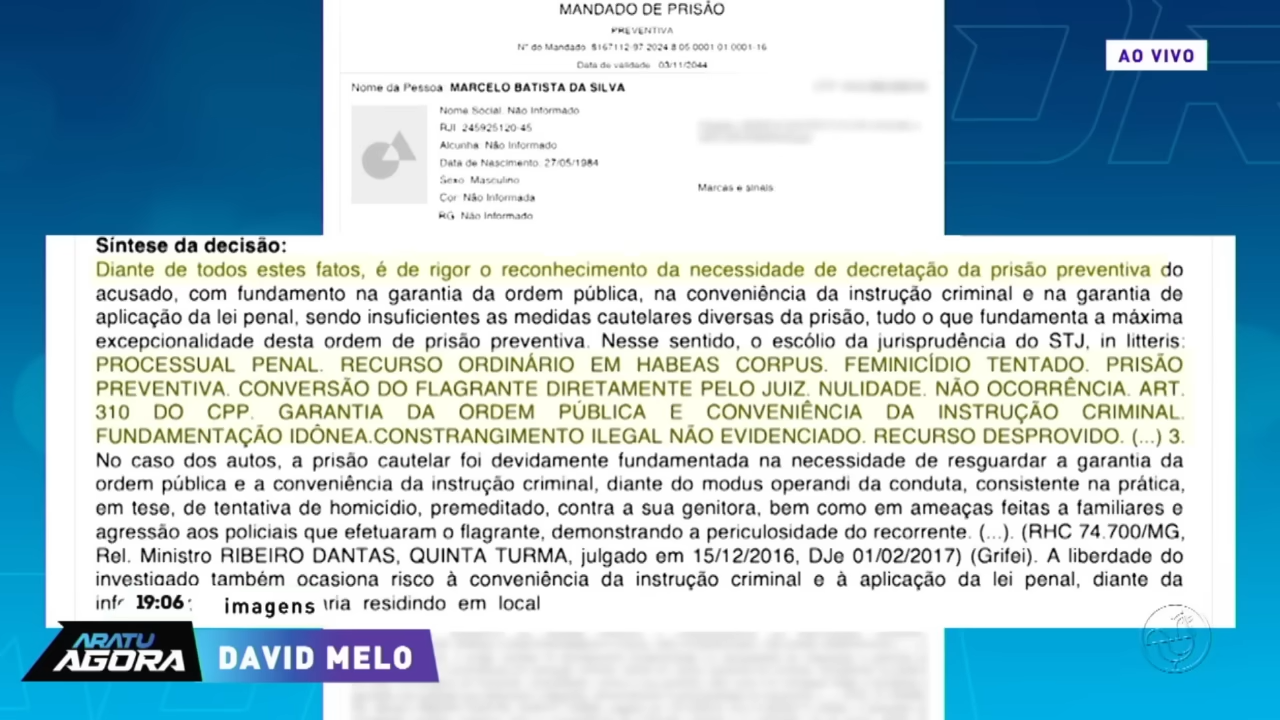 MANDADO DE PRISÃO
PREVENTIVA
N° do Mandado 8167112-97.2024.8.05.0001.01.0001-16
Data de validade 03/11/2044
AO VIVO
Nome da Pessoa MARCELO BATISTA DA SILVA
Nome Social: Não Informado
RJI: 245925120-45
Alcunha: Não Informado
Data de Nascimento: 27/05/1984
Sexo: Masculino
Cor: Não Informada
RG: Não Informado
Marcas e sinais
Síntese da decisão:
Diante de todos estes fatos, é de rigor o reconhecimento da necessidade de decretação da prisão preventiva do
acusado, com fundamento na garantia da ordem pública, na conveniência da instrução criminal e na garantia de
aplicação da lei penal, sendo insuficientes as medidas cautelares diversas da prisão, tudo o que fundamenta a máxima
excepcionalidade desta ordem de prisão preventiva. Nesse sentido, o escólio da jurisprudência do STJ, in litteris:
PROCESSUAL PENAL. RECURSO ORDINÁRIO EM HABEAS CORPUS. FEMINICÍDIO TENTADO. PRISÃO
PREVENTIVA. CONVERSÃO DO FLAGRANTE DIRETAMENTE PELO JUIZ. NULIDADE. NÃO OCORRÊNCIA. ART.
310 DO CPP. GARANTIA DA ORDEM PÚBLICA E CONVENIÊNCIA DA INSTRUÇÃO CRIMINAL.
FUNDAMENTAÇÃO IDÔNEA.CONSTRANGIMENTO ILEGAL NÃO EVIDENCIADO. RECURSO DESPROVIDO. (...) 3.
No caso dos autos, a prisão cautelar foi devidamente fundamentada na necessidade de resguardar a garantia da
ordem pública e a conveniência da instrução criminal, diante do modus operandi da conduta, consistente na prática,
em tese, de tentativa de homicídio, premeditado, contra a sua genitora, bem como em ameaças feitas a familiares e
agressão aos policiais que efetuaram o flagrante, demonstrando a periculosidade do recorrente. (...). (RHC 74.700/MG,
Rel. Ministro RIBEIRO DANTAS, QUINTA TURMA, julgado em 15/12/2016, DJe 01/02/2017) (Grifei). A liberdade do
investigado também ocasiona risco à conveniência da instrução criminal e à aplicação da lei penal, diante da
residindo em local
19:06 imagens
ARATU
AGORA
DAVID MELO